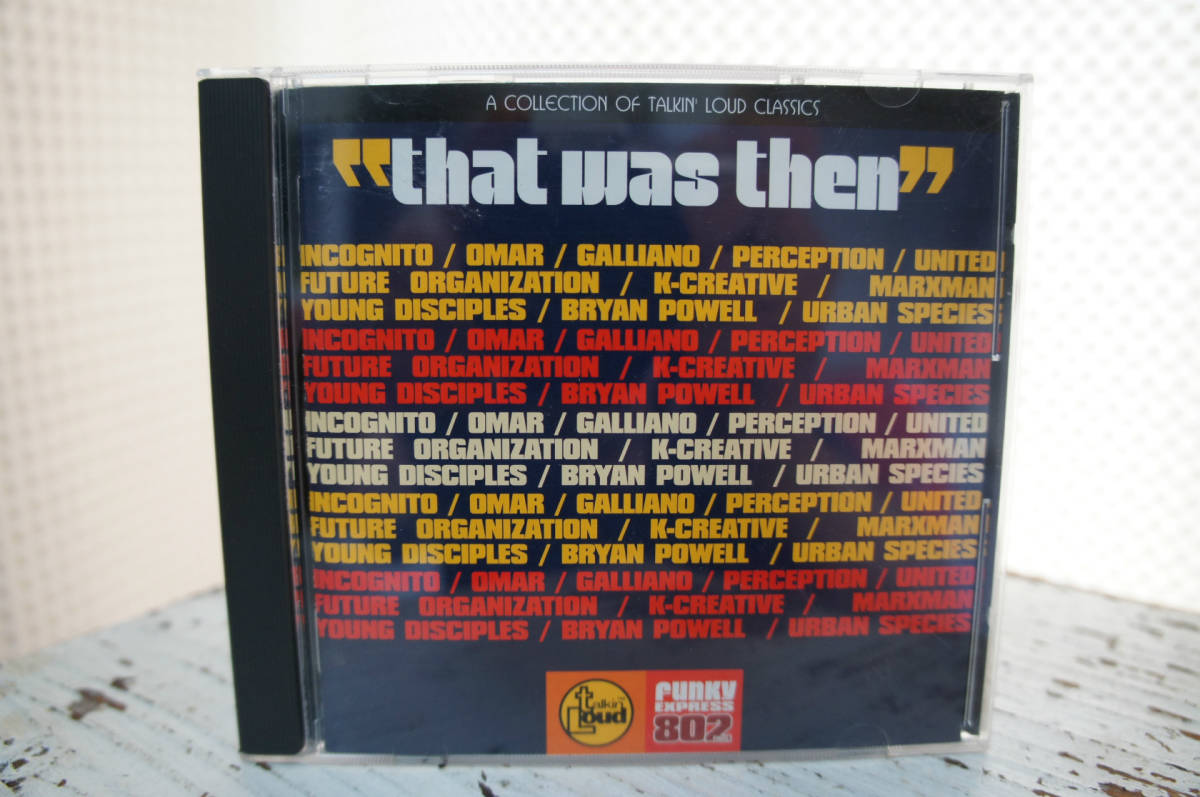 A COLLECTION OF TALKIN' LOUD CLASSICS
"that was then"
INCOGNITO / OMAR / GALLIANO / PERCEPTION / UNITED
FUTURE ORGANIZATION / K-CREATIVE / MARXMAN
YOUNG DISCIPLES / BRYAN POWELL / URBAN SPECIES
INCOGNITO / OMAR / GALLIANO / PERCEPTION / UNITED
FUTURE ORGANIZATION / K-CREATIVE / MARXMAN
YOUNG DISCIPLES / BRYAN POWELL / URBAN SPECIES
INCOGNITO / OMAR / GALLIANO / PERCEPTION / UNITED
FUTURE ORGANIZATION / K-CREATIVE / MARXMAN
YOUNG DISCIPLES / BRYAN POWELL / URBAN SPECIES
INCOGNITO / OMAR / GALLIANO / PERCEPTION / UNITED
FUTURE ORGANIZATION / K-CREATIVE / MARXMAN
YOUNG DISCIPLES / BRYAN POWELL / URBAN SPECIES
INCOGNITO / OMAR / GALLIANO / PERCEPTION / UNITED
FUTURE ORGANIZATION / K-CREATIVE / MARXMAN
YOUNG DISCIPLES / BRYAN POWELL / URBAN SPECIES
talkin'
Loud
funky
EXPRESS
802